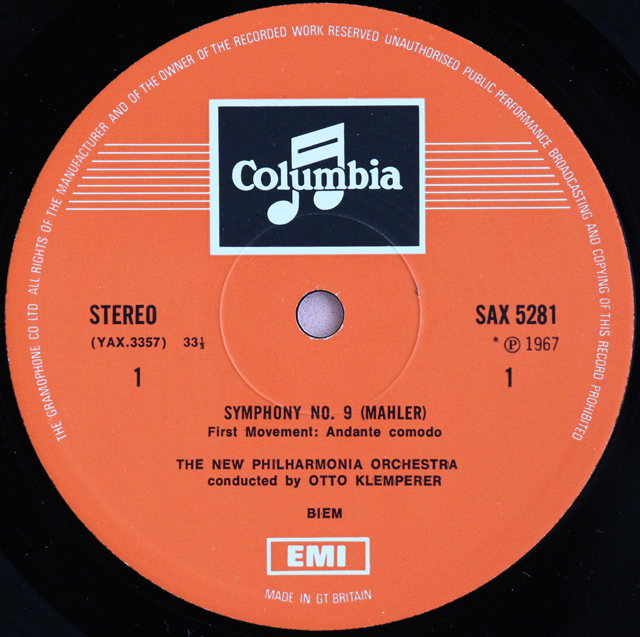 THE GRAMOPHONE CO LTD ALL RIGHTS OF THE MANUFACTURER AND OF THE OWNER OF THE RECORDED WORK RESERVED UNAUTHORISED PUBLIC PERFORMANCE BROADCASTING AND COPYING OF THIS RECORD PROHIBITED
Columbia
STEREO
SAX 5281
(YAX.3357) 33⅓
* ℗ 1967
1
1
SYMPHONY NO. 9 (MAHLER)
First Movement: Andante comodo
THE NEW PHILHARMONIA ORCHESTRA
conducted by OTTO KLEMPERER
BIEM
EMI
MADE IN GT BRITAIN